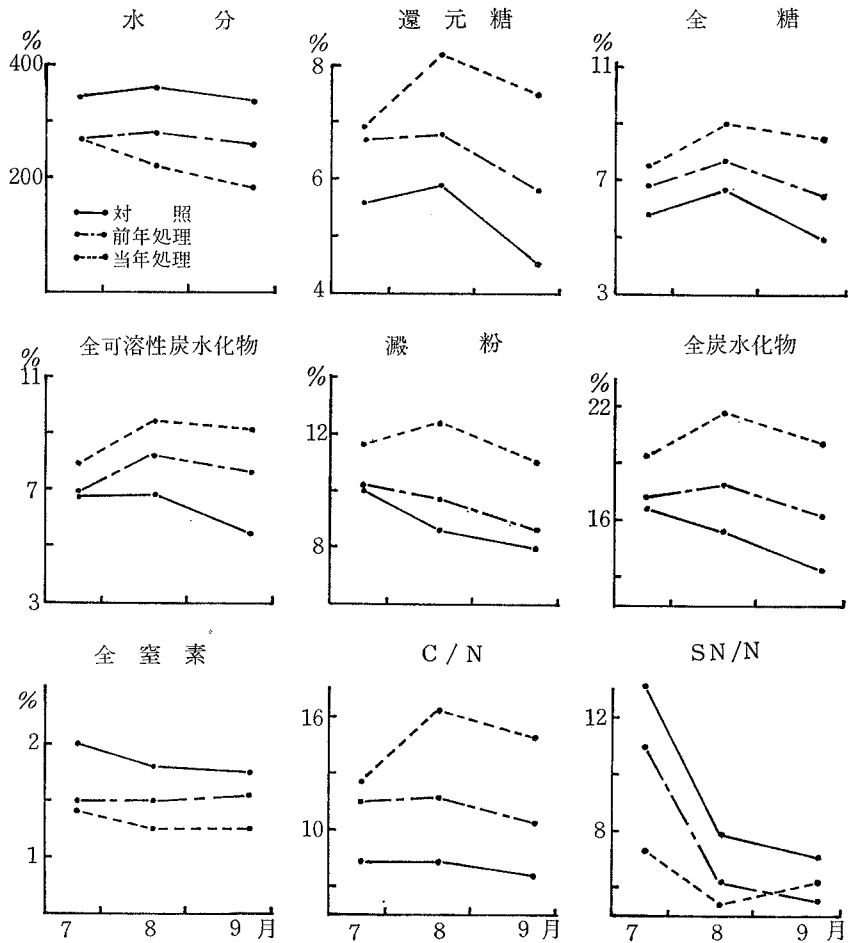 水 分
%
400
200
対 照
前年処理
当年処理
還 元 糖
%
8
6
4
全 糖
%
11
7
3
全可溶性炭水化物
%
11
7
3
澱 粉
%
12
8
全炭水化物
%
22
16
全 窒 素
%
2
1
7 8 9 月
C / N
16
10
7 8 9 月
SN/N
12
8
7 8 9 月